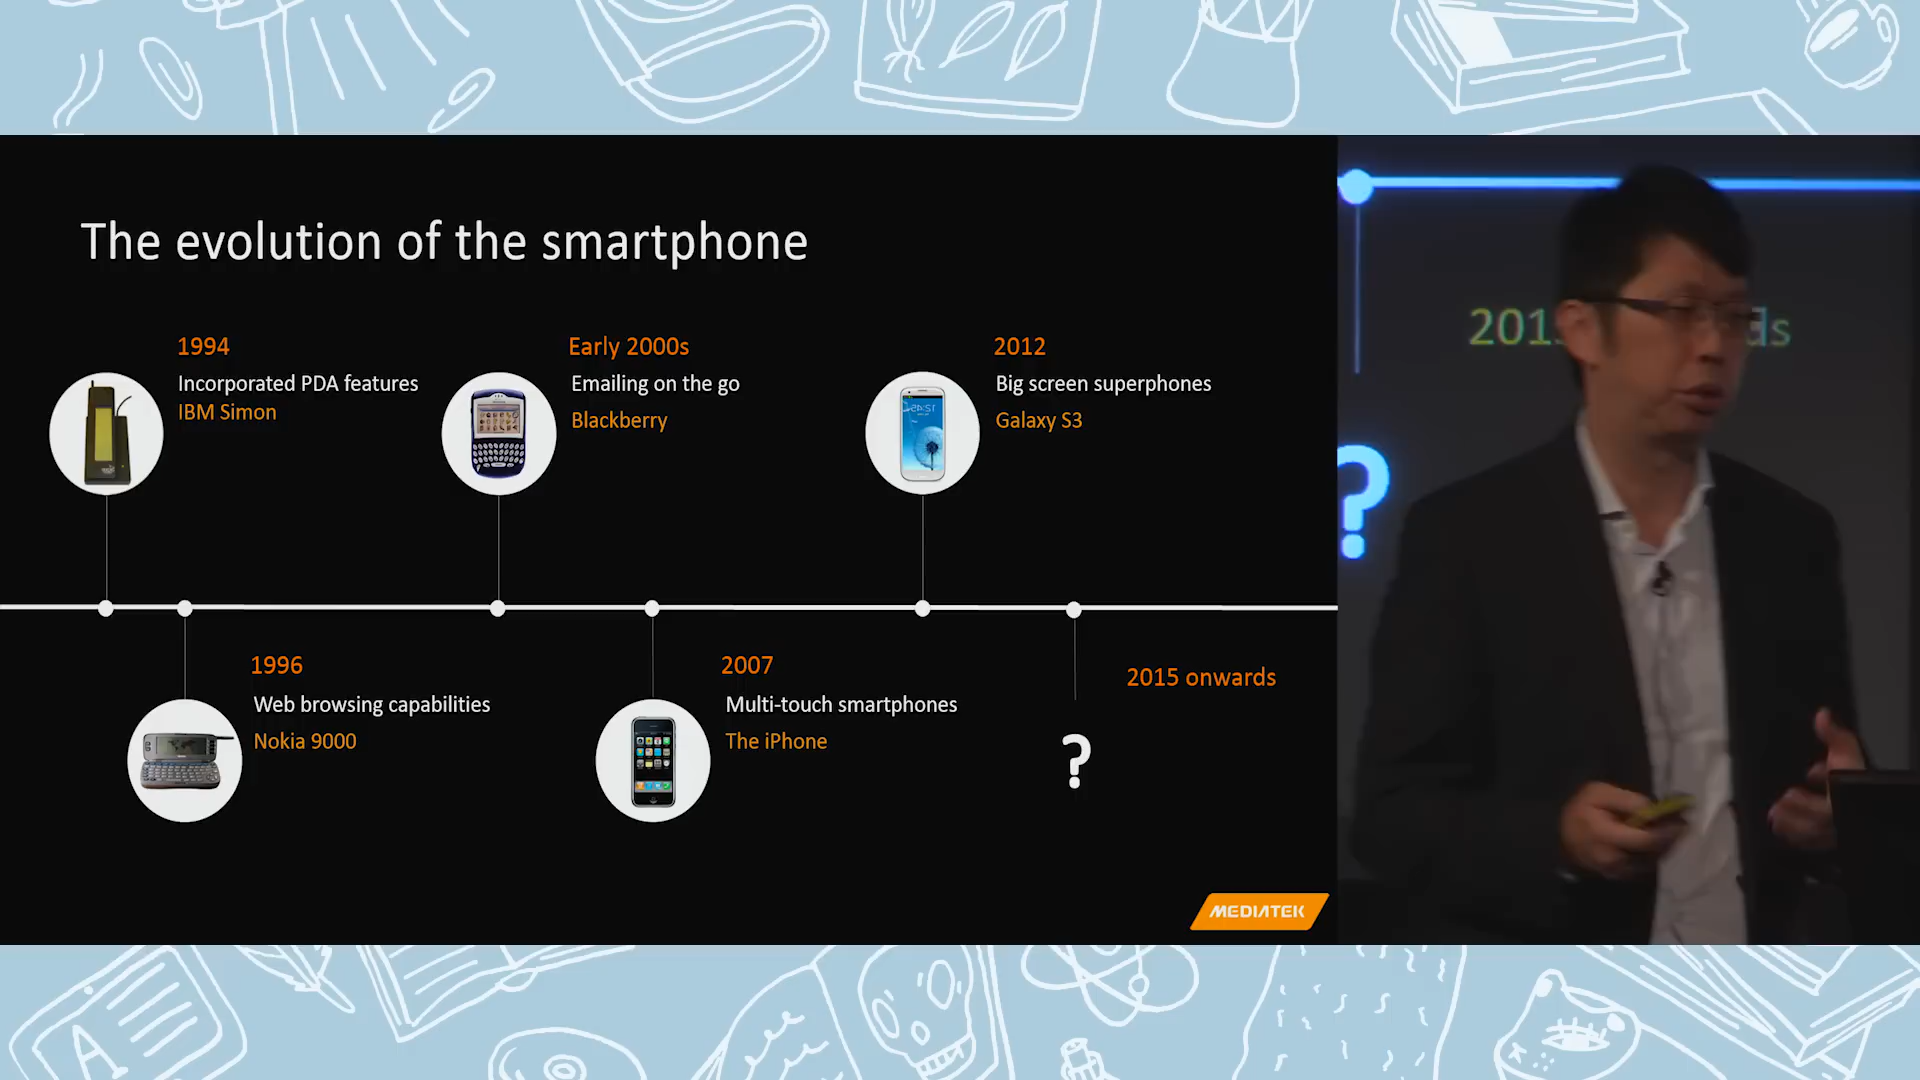 The evolution of the smartphone
1994
Incorporated PDA features
IBM Simon
Early 2000s
Emailing on the go
Blackberry
2012
Big screen superphones
Galaxy S3
1996
Web browsing capabilities
Nokia 9000
2007
Multi-touch smartphones
The iPhone
2015 onwards
?
MEDIATEK
?
A